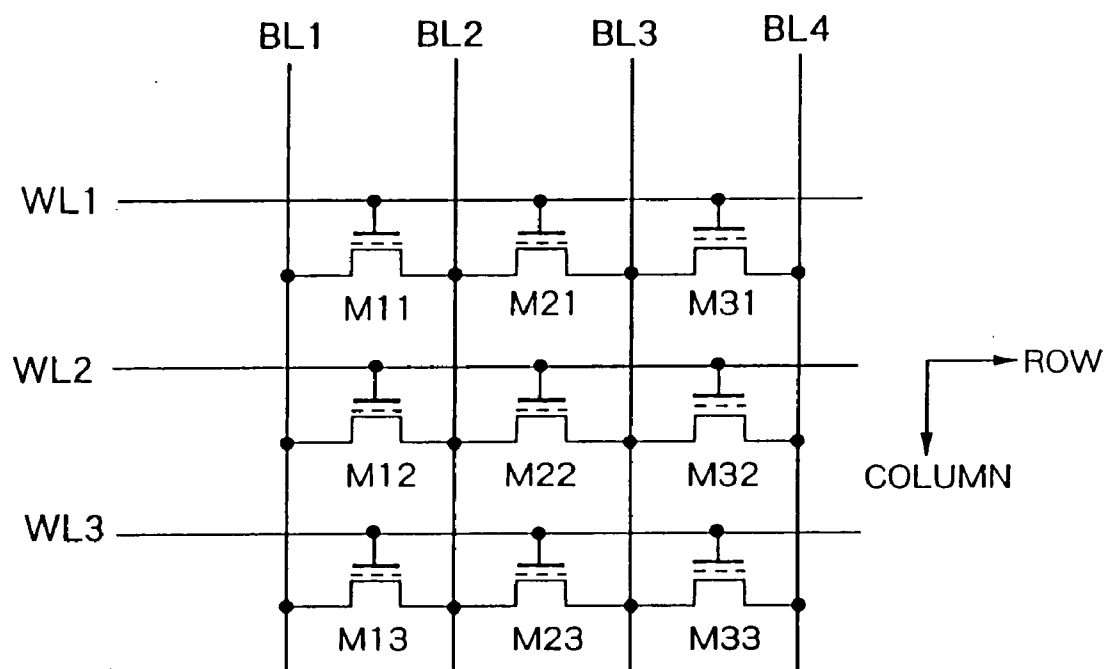 BL1 BL2 BL3 BL4
WL1
M11 M21 M31
WL2
ROW
M12 M22 M32
COLUMN
WL3
M13 M23 M33